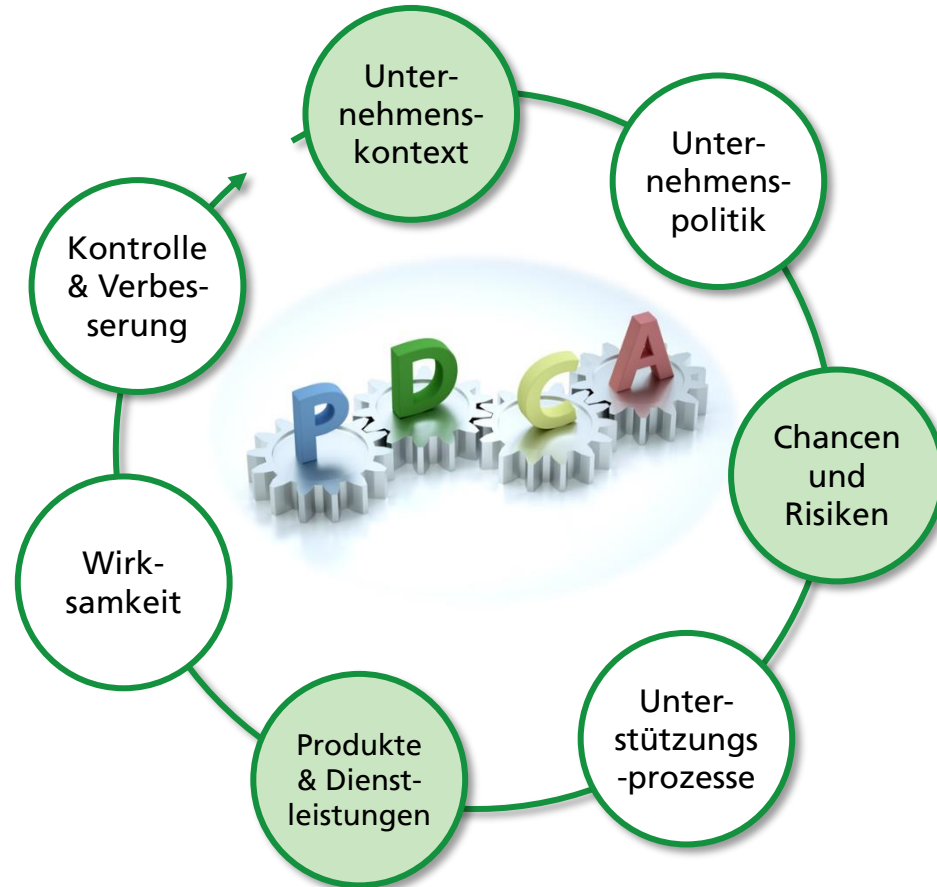 Unter-
nehmens-
kontext
Unter-
nehmens-
politik
Chancen
und
Risiken
Unter-
stützungs
-prozesse
Produkte
& Dienst-
leistungen
Wirk-
samkeit
Kontrolle
& Verbes-
serung
P D C A